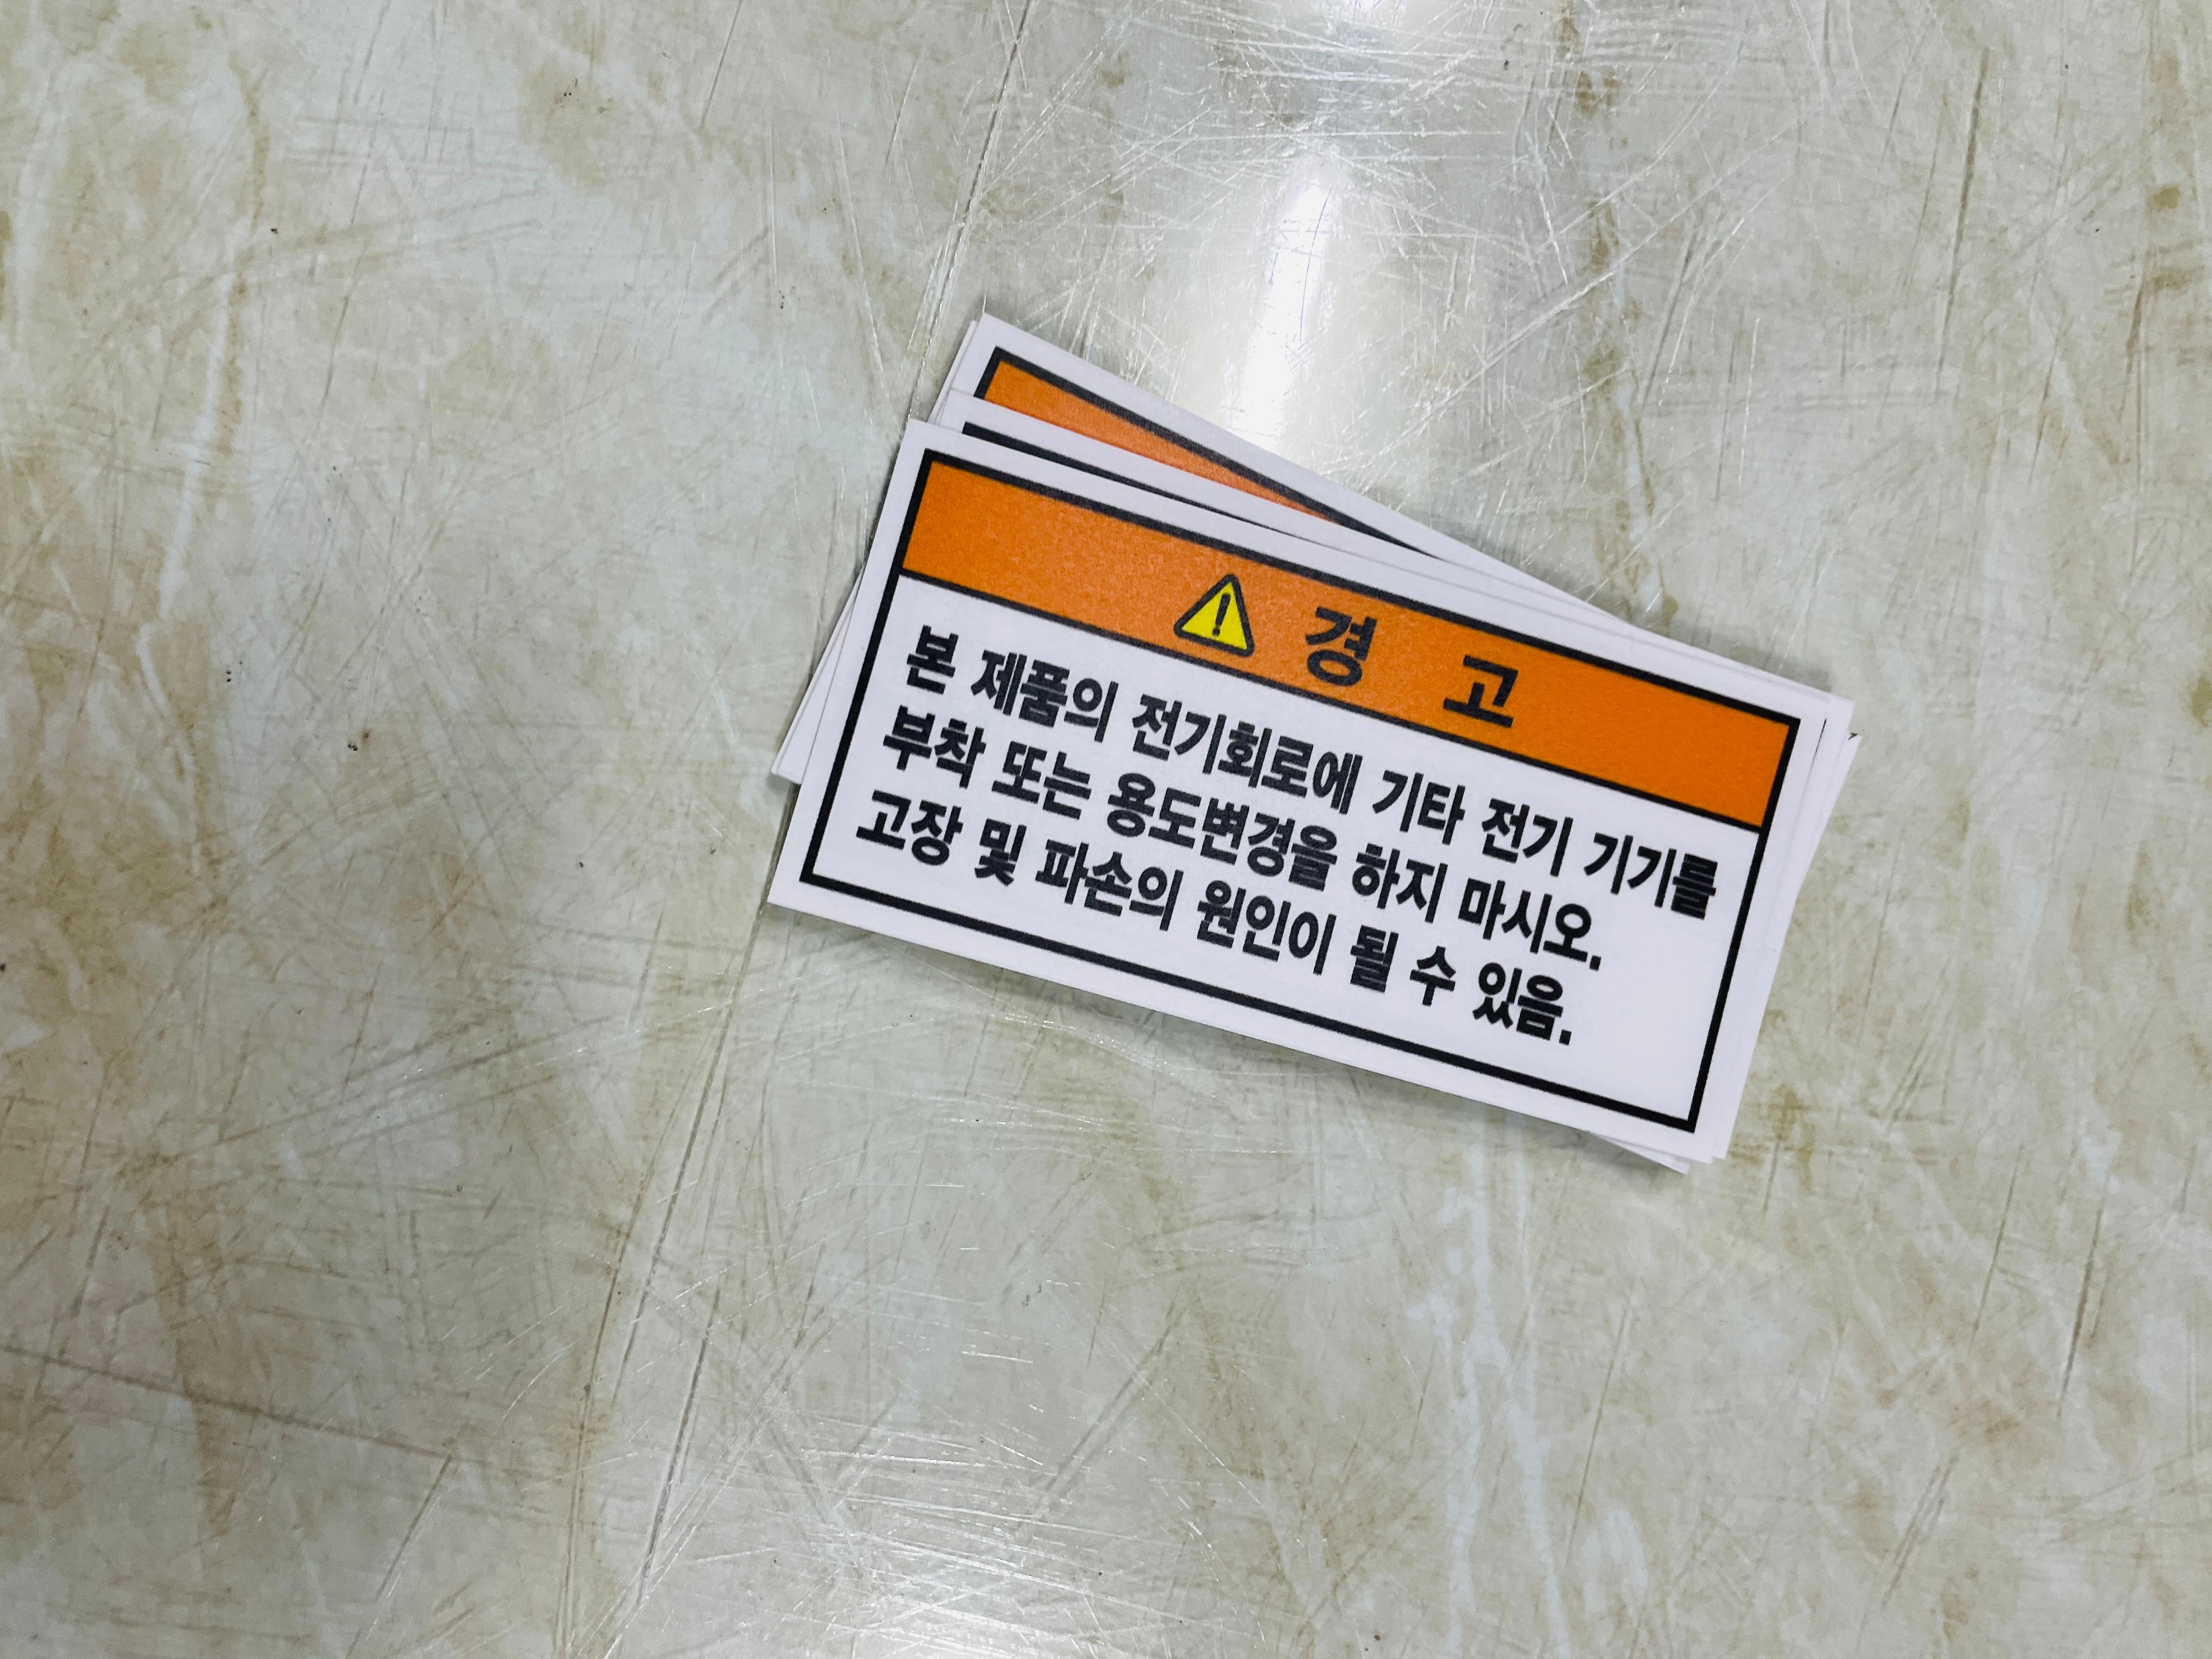 경 고
본 제품의 전기회로에 기타 전기 기기를
부착 또는 용도변경을 하지 마시오.
고장 및 파손의 원인이 될 수 있음.